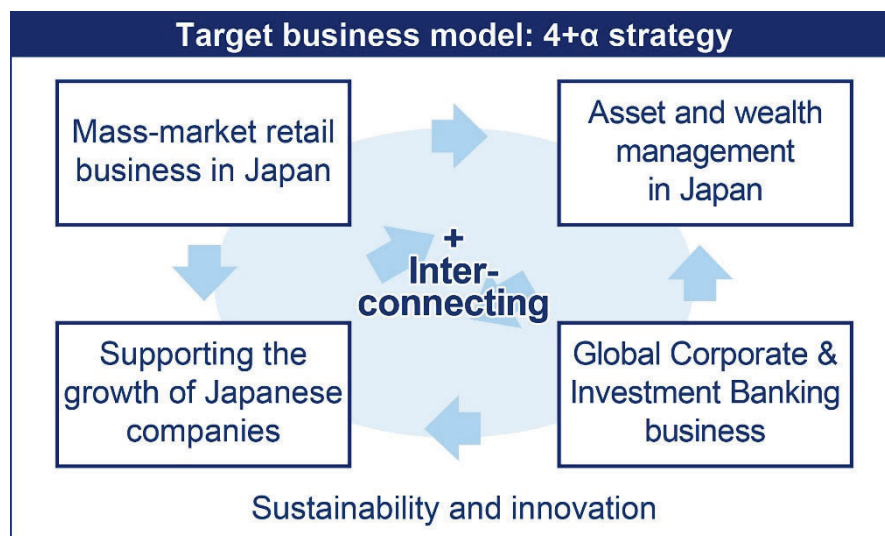 Target business model: 4+α strategy
Mass-market retail
business in Japan
Asset and wealth
management
in Japan
+
Inter-
connecting
Supporting the
growth of Japanese
companies
Global Corporate &
Investment Banking
business
Sustainability and innovation